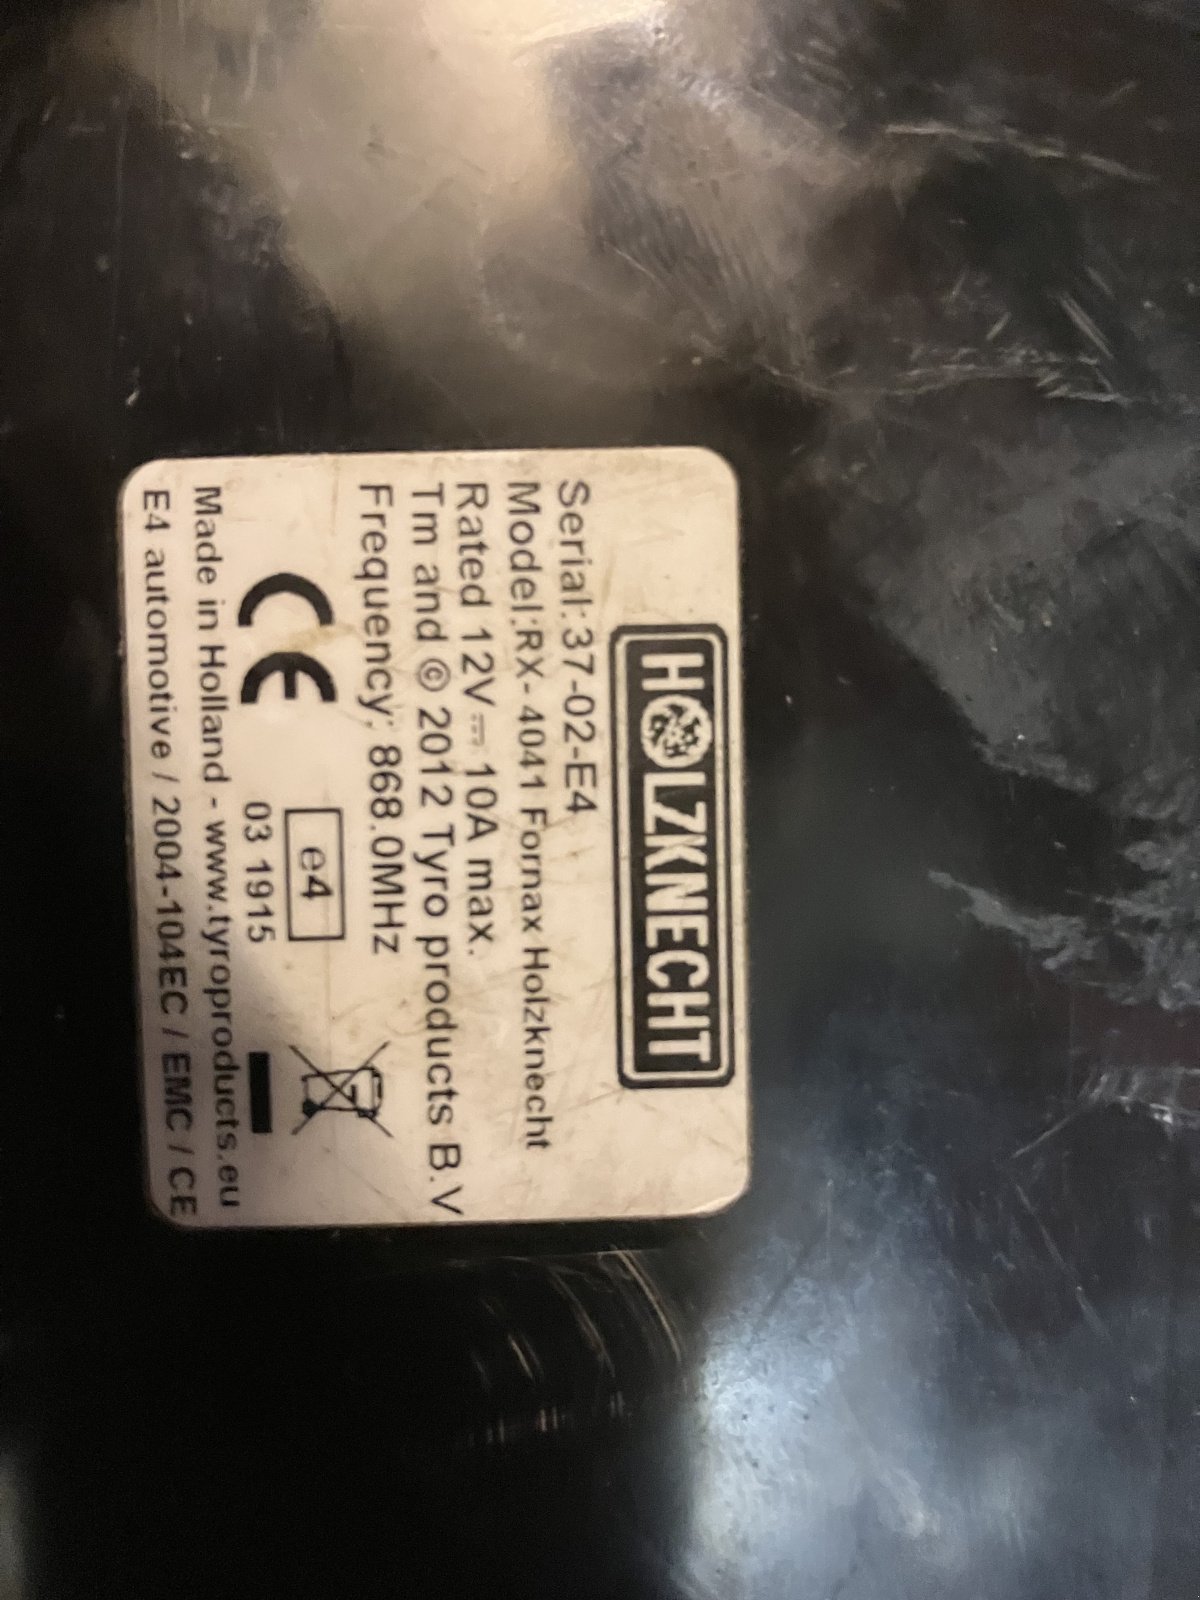 HOLZKNECHT
Serial:37-02-E4
Model:RX- 4041 Fornax Holzknecht
Rated 12V⎓ 10A max.
Tm and © 2012 Tyro products B.V
Frequency: 868.0MHz
CE
e4
03 1915
Made in Holland - www.tyroproducts.eu
E4 automotive / 2004-104EC / EMC / CE